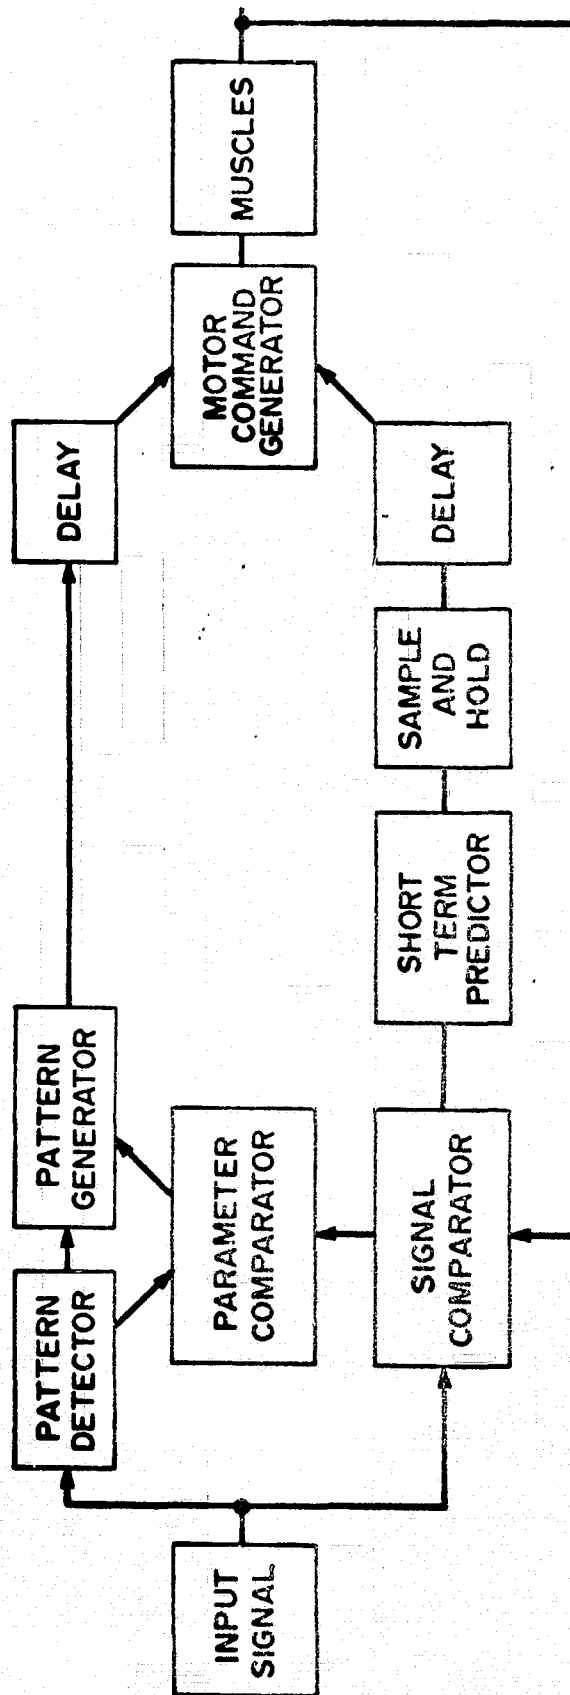 INPUT
SIGNAL
PATTERN
DETECTOR
PATTERN
GENERATOR
DELAY
PARAMETER
COMPARATOR
SIGNAL
COMPARATOR
SHORT
TERM
PREDICTOR
SAMPLE
AND
HOLD
DELAY
MOTOR
COMMAND
GENERATOR
MUSCLES